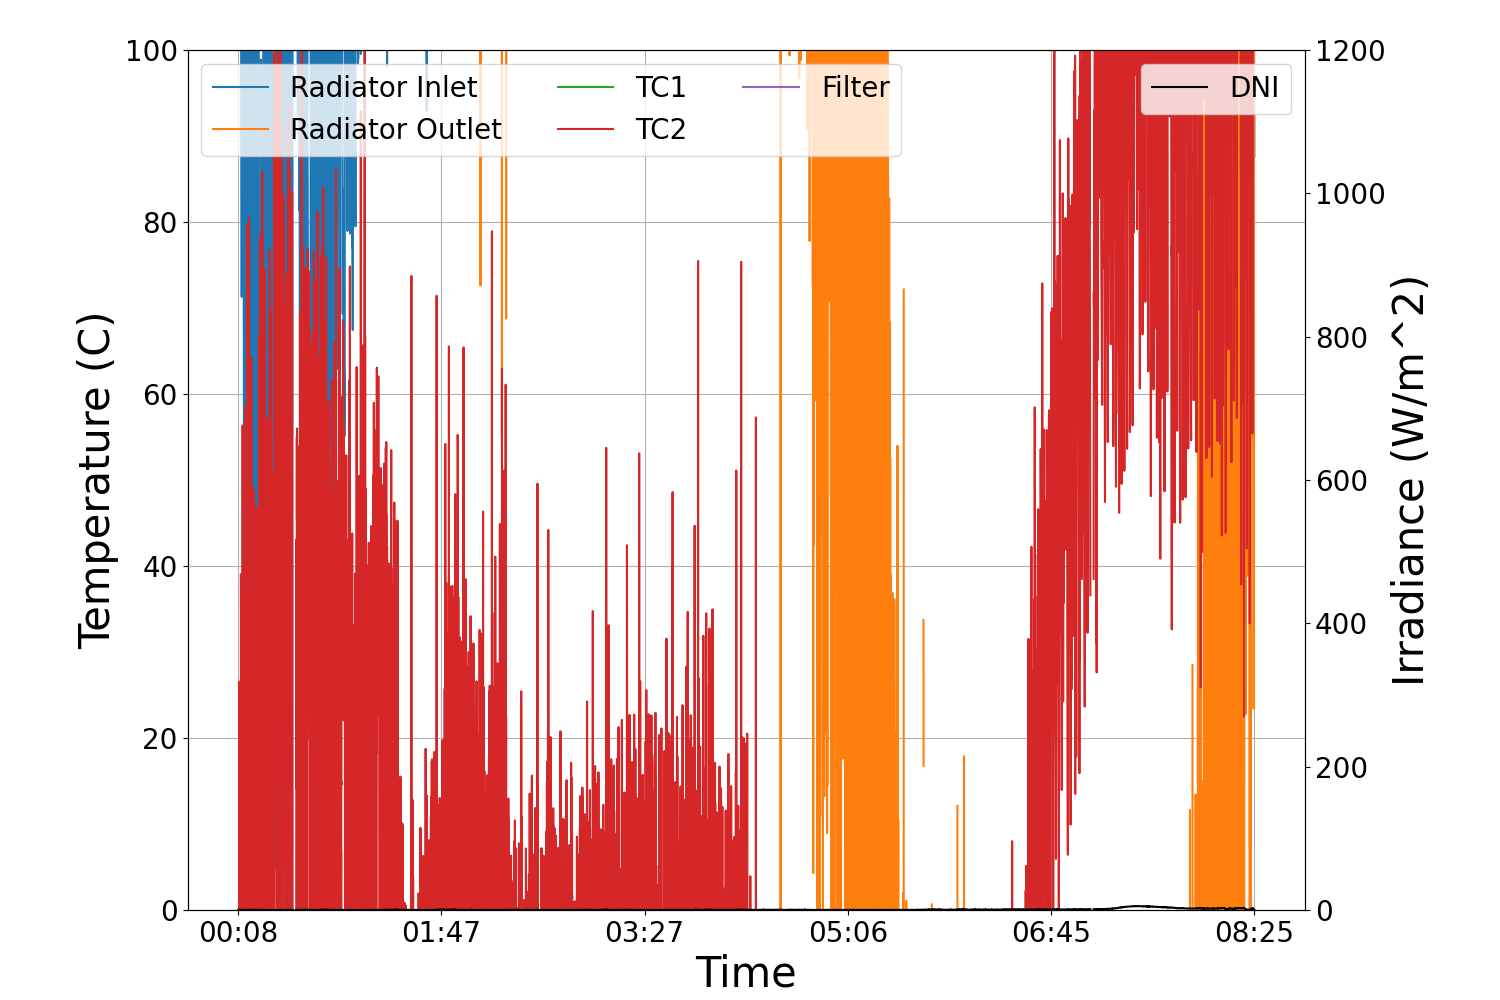 100
80
60
40
20
0
Temperature (C)
Radiator Inlet
Radiator Outlet
TC1
TC2
Filter
DNI
1200
1000
800
600
400
200
0
Irradiance (W/m^2)
00:08
01:47
03:27
05:06
06:45
08:25
Time